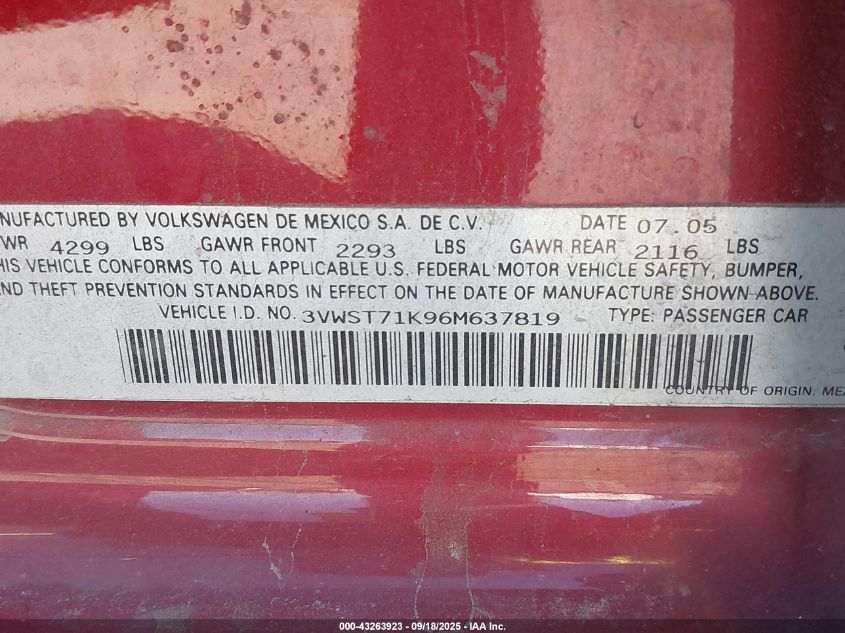 NUFACTURED BY VOLKSWAGEN DE MEXICO S.A. DE C.V. DATE 07.05
WR 4299 LBS GAWR FRONT 2293 LBS GAWR REAR 2116 LBS
HIS VEHICLE CONFORMS TO ALL APPLICABLE U.S. FEDERAL MOTOR VEHICLE SAFETY, BUMPER,
ND THEFT PREVENTION STANDARDS IN EFFECT ON THE DATE OF MANUFACTURE SHOWN ABOVE.
VEHICLE I.D. NO. 3VWST71K96M637819 TYPE: PASSENGER CAR
COUNTRY OF ORIGIN: MEX
000-43263923 - 09/18/2025 - IAA Inc.